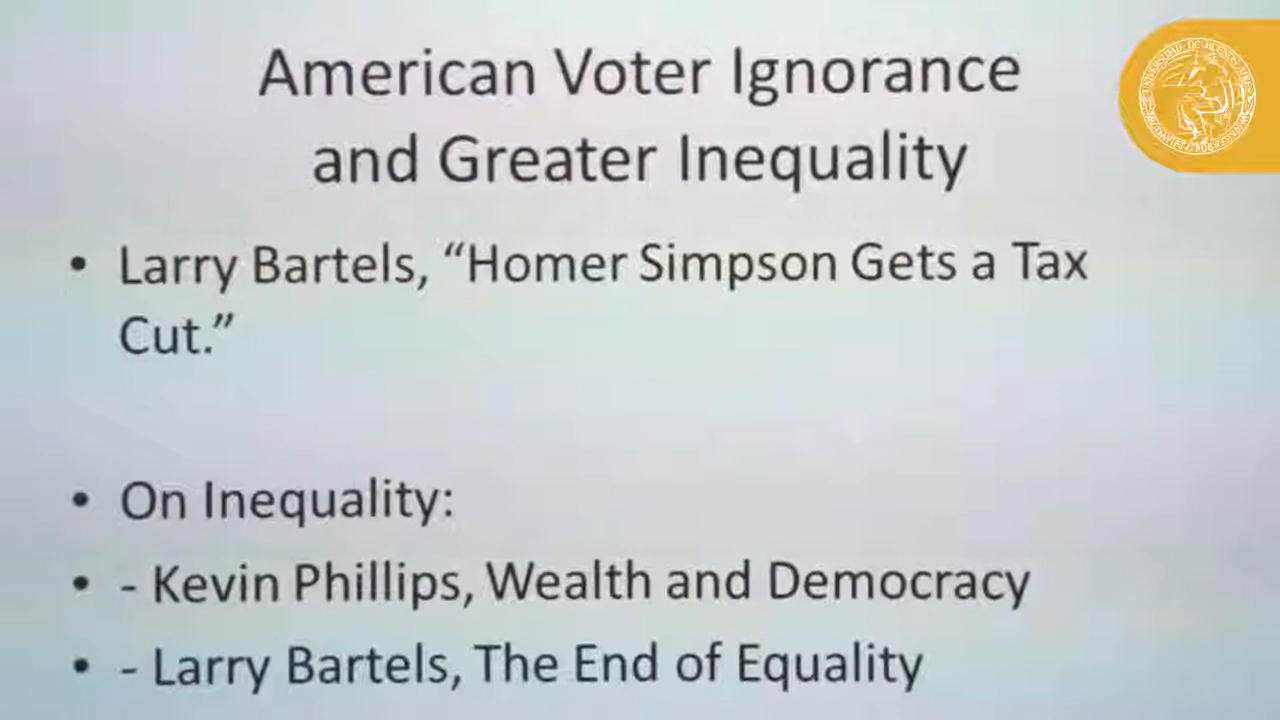 American Voter Ignorance
and Greater Inequality
• Larry Bartels, “Homer Simpson Gets a Tax
Cut.”
• On Inequality:
• - Kevin Phillips, Wealth and Democracy
• - Larry Bartels, The End of Equality